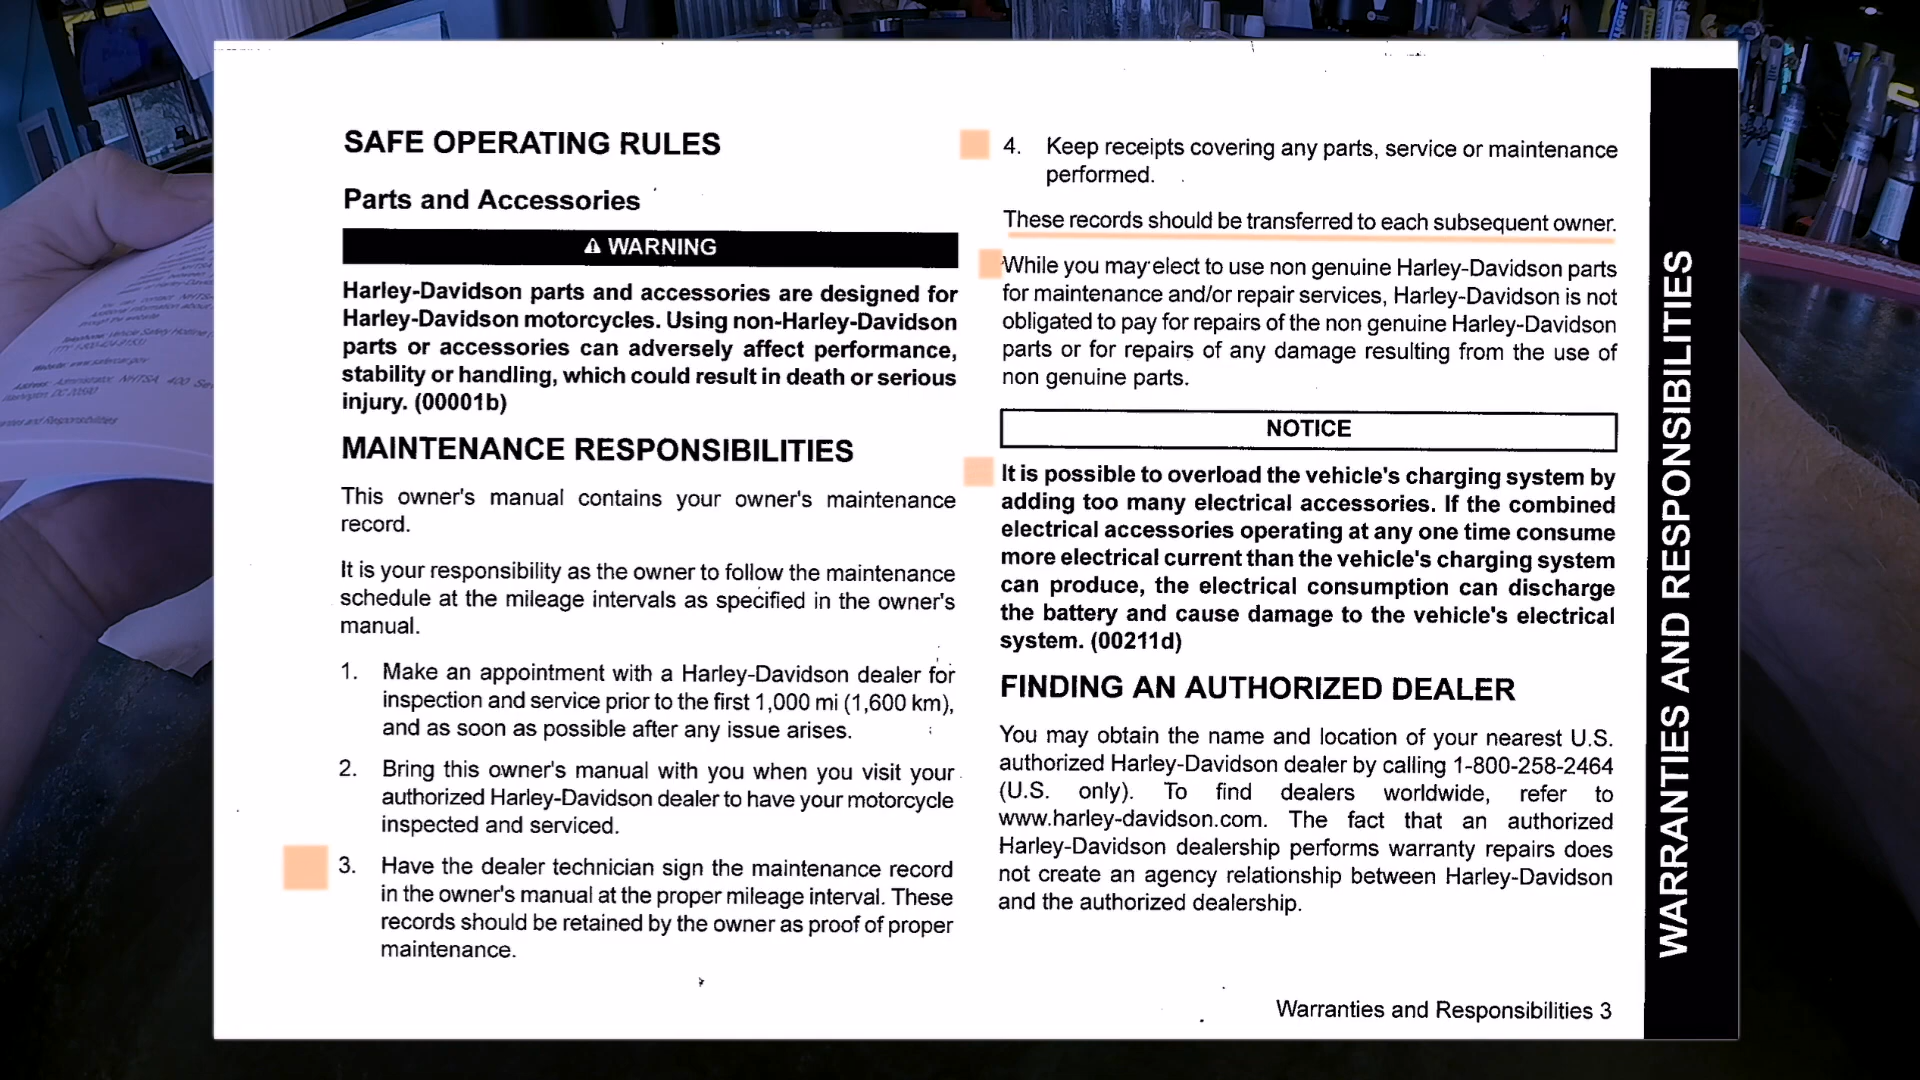 SAFE OPERATING RULES
Parts and Accessories
⚠ WARNING
Harley-Davidson parts and accessories are designed for
Harley-Davidson motorcycles. Using non-Harley-Davidson
parts or accessories can adversely affect performance,
stability or handling, which could result in death or serious
injury. (00001b)
MAINTENANCE RESPONSIBILITIES
This owner's manual contains your owner's maintenance
record.
It is your responsibility as the owner to follow the maintenance
schedule at the mileage intervals as specified in the owner's
manual.
1. Make an appointment with a Harley-Davidson dealer for
inspection and service prior to the first 1,000 mi (1,600 km),
and as soon as possible after any issue arises.
2. Bring this owner's manual with you when you visit your
authorized Harley-Davidson dealer to have your motorcycle
inspected and serviced.
3. Have the dealer technician sign the maintenance record
in the owner's manual at the proper mileage interval. These
records should be retained by the owner as proof of proper
maintenance.
4. Keep receipts covering any parts, service or maintenance
performed.
These records should be transferred to each subsequent owner.
While you may elect to use non genuine Harley-Davidson parts
for maintenance and/or repair services, Harley-Davidson is not
obligated to pay for repairs of the non genuine Harley-Davidson
parts or for repairs of any damage resulting from the use of
non genuine parts.
NOTICE
It is possible to overload the vehicle's charging system by
adding too many electrical accessories. If the combined
electrical accessories operating at any one time consume
more electrical current than the vehicle's charging system
can produce, the electrical consumption can discharge
the battery and cause damage to the vehicle's electrical
system. (00211d)
FINDING AN AUTHORIZED DEALER
You may obtain the name and location of your nearest U.S.
authorized Harley-Davidson dealer by calling 1-800-258-2464
(U.S. only). To find dealers worldwide, refer to
www.harley-davidson.com. The fact that an authorized
Harley-Davidson dealership performs warranty repairs does
not create an agency relationship between Harley-Davidson
and the authorized dealership.
Warranties and Responsibilities 3
WARRANTIES AND RESPONSIBILITIES